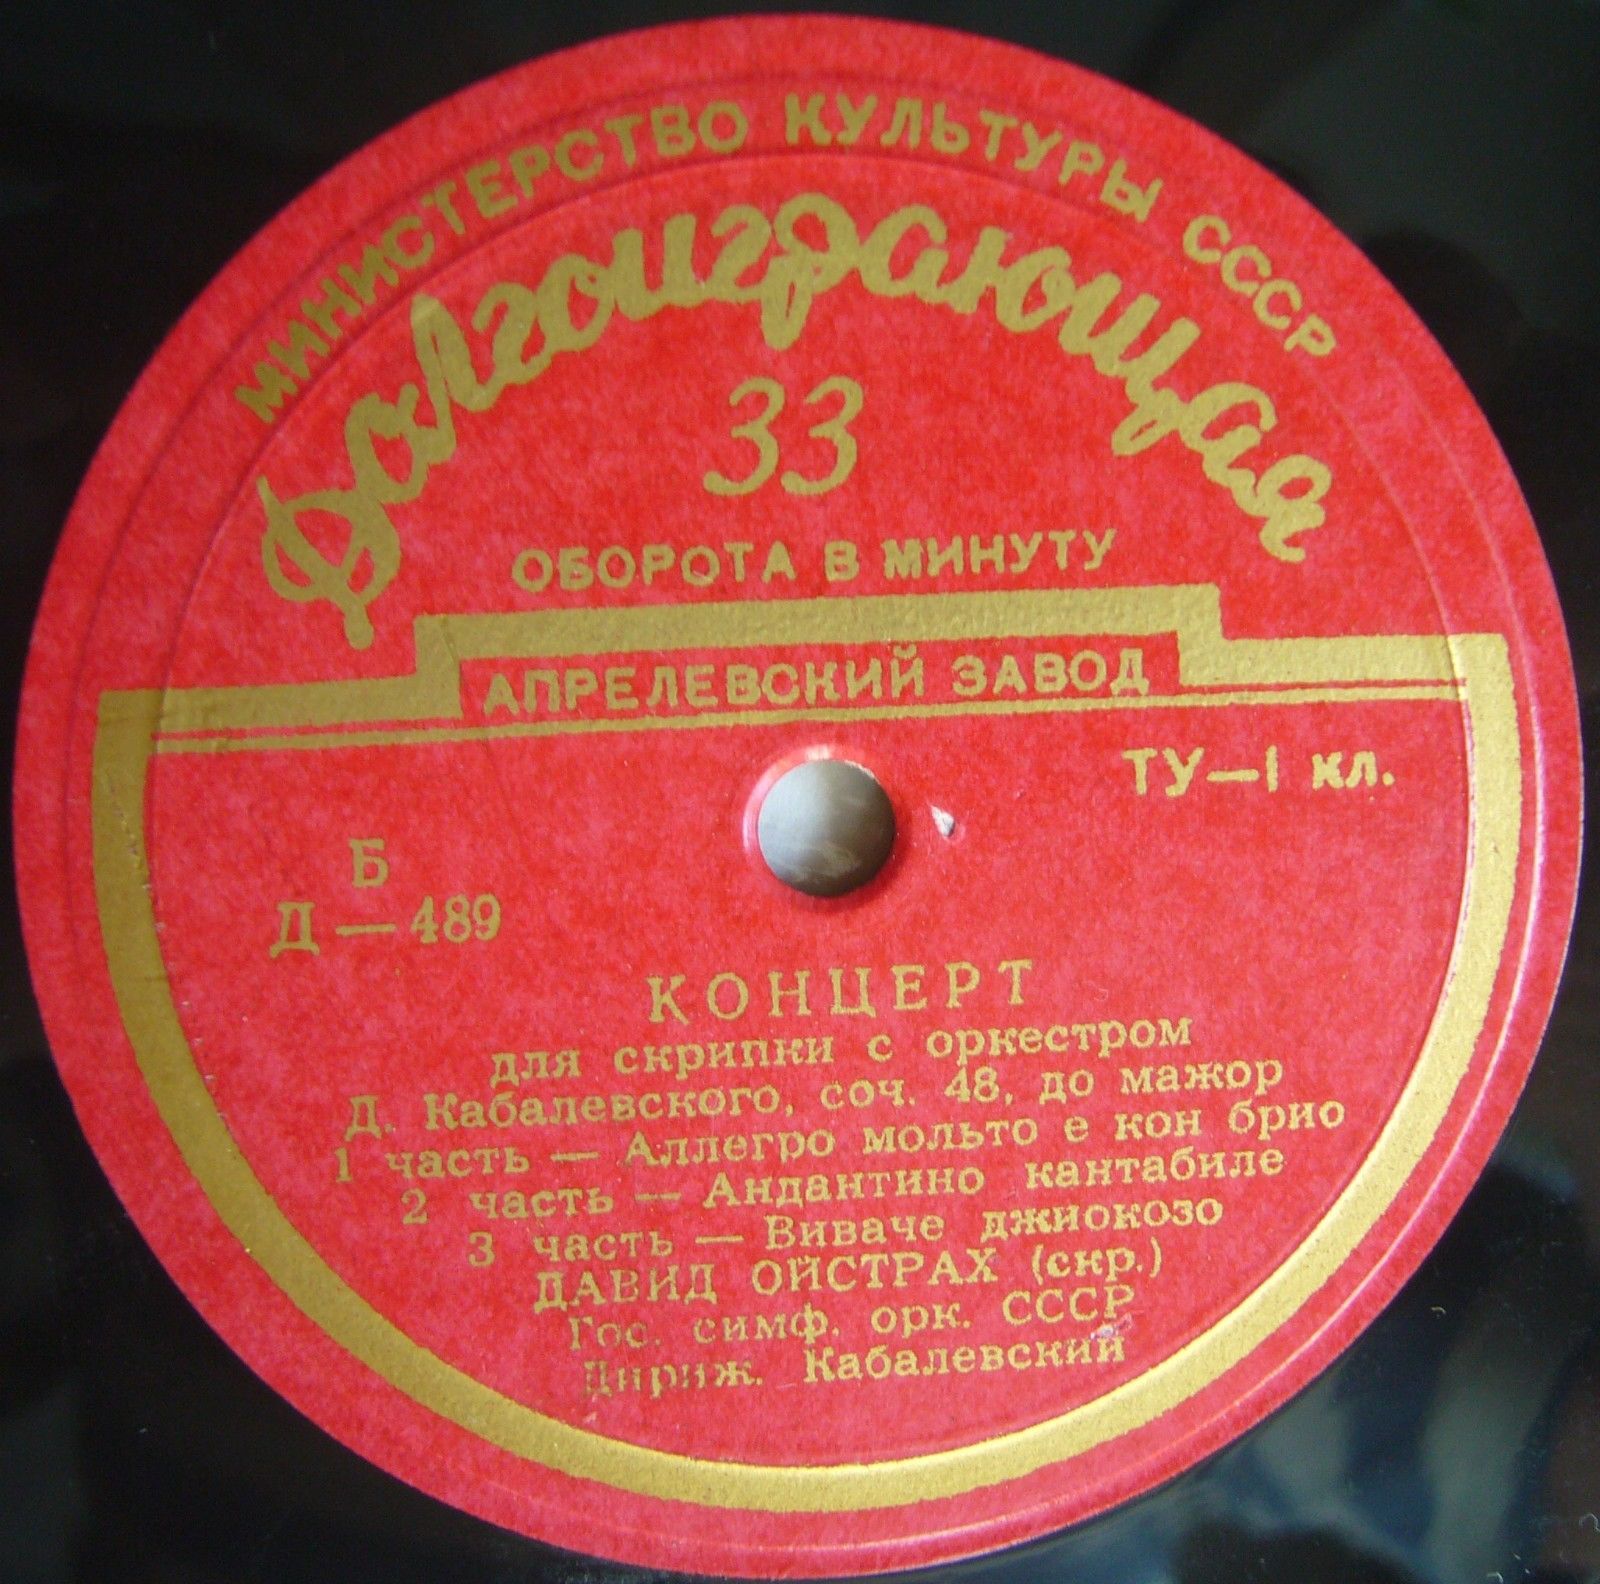 МИНИСТЕРСТВО КУЛЬТУРЫ СССР
Долгоиграющая
33
ОБОРОТА В МИНУТУ
АПРЕЛЕВСКИЙ ЗАВОД
ТУ—1 кл.
Б
Д—489
КОНЦЕРТ
для скрипки с оркестром
Д. Кабалевского, соч. 48, до мажор
1 часть — Аллегро мольто е кон брио
2 часть — Андантино кантабиле
3 часть — Виваче джиокозо
ДАВИД ОЙСТРАХ (скр.)
Гос. симф. орк. СССР
Дириж. Кабалевский